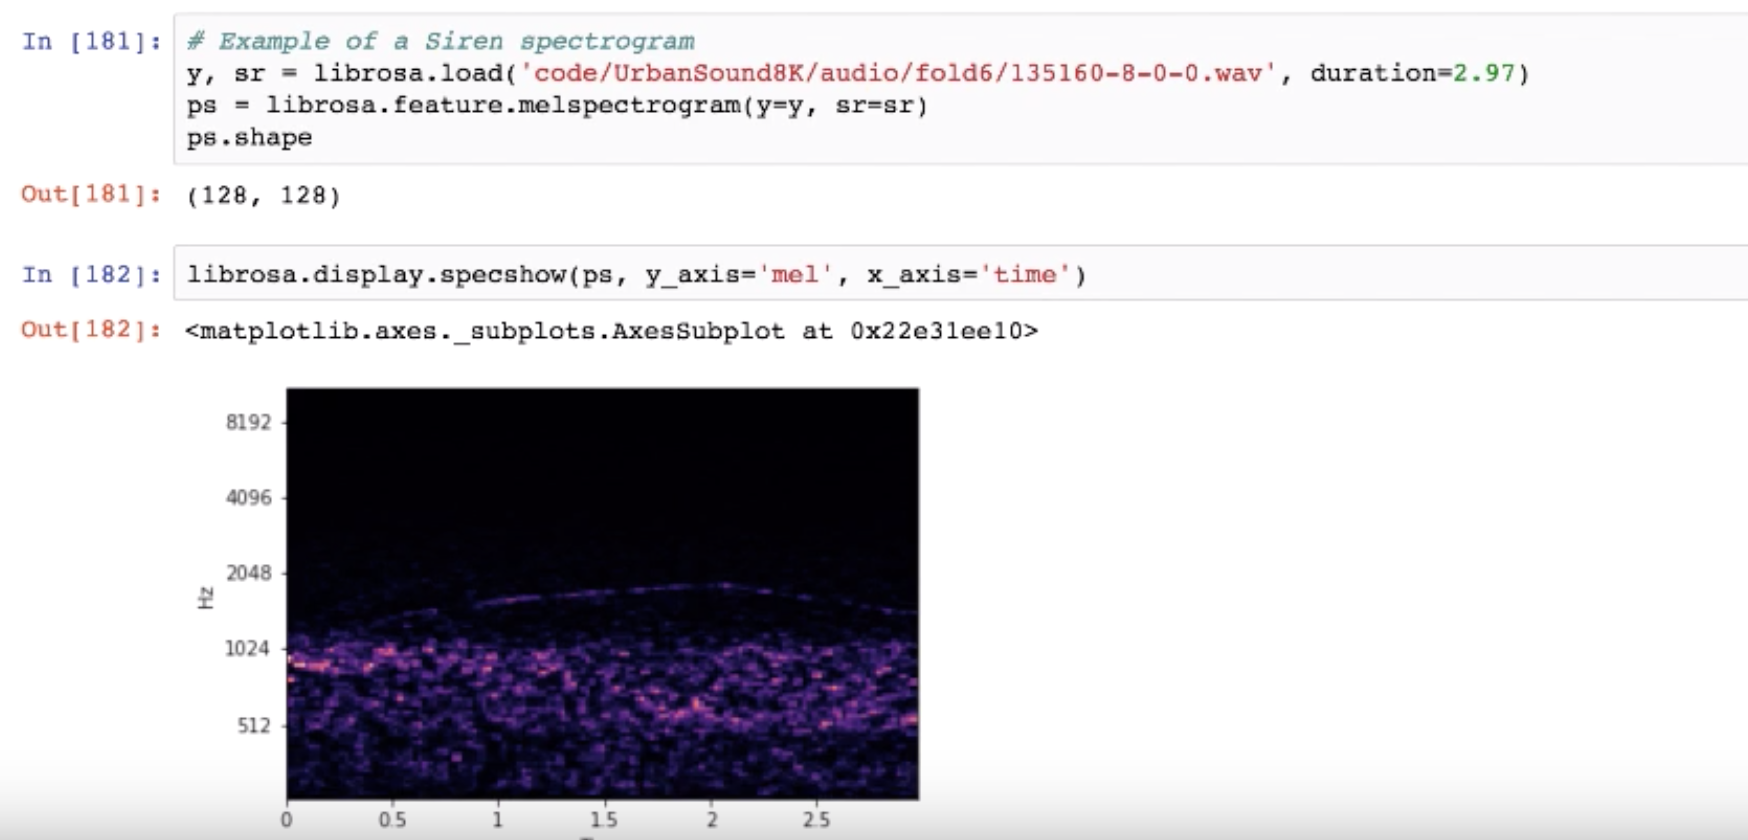 In [181]: # Example of a Siren spectrogram
y, sr = librosa.load('code/UrbanSound8K/audio/fold6/135160-8-0-0.wav', duration=2.97)
ps = librosa.feature.melspectrogram(y=y, sr=sr)
ps.shape
Out[181]: (128, 128)
In [182]: librosa.display.specshow(ps, y_axis='mel', x_axis='time')
Out[182]: <matplotlib.axes._subplots.AxesSubplot at 0x22e31ee10>
8192
4096
2048
Hz
1024
512
0 0.5 1 1.5 2 2.5